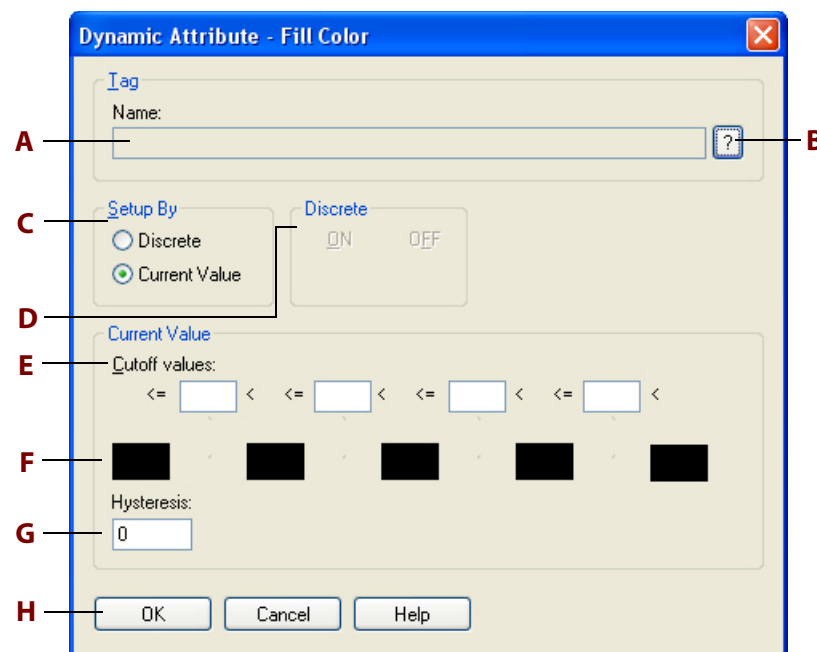 Dynamic Attribute - Fill Color
Tag
Name:
A
?
B
C
Setup By
Discrete
Discrete
ON OFF
Current Value
D
Current Value
E
Cutoff values:
<= < <= < <= < <= <
F
Hysteresis:
G
0
H
OK Cancel Help